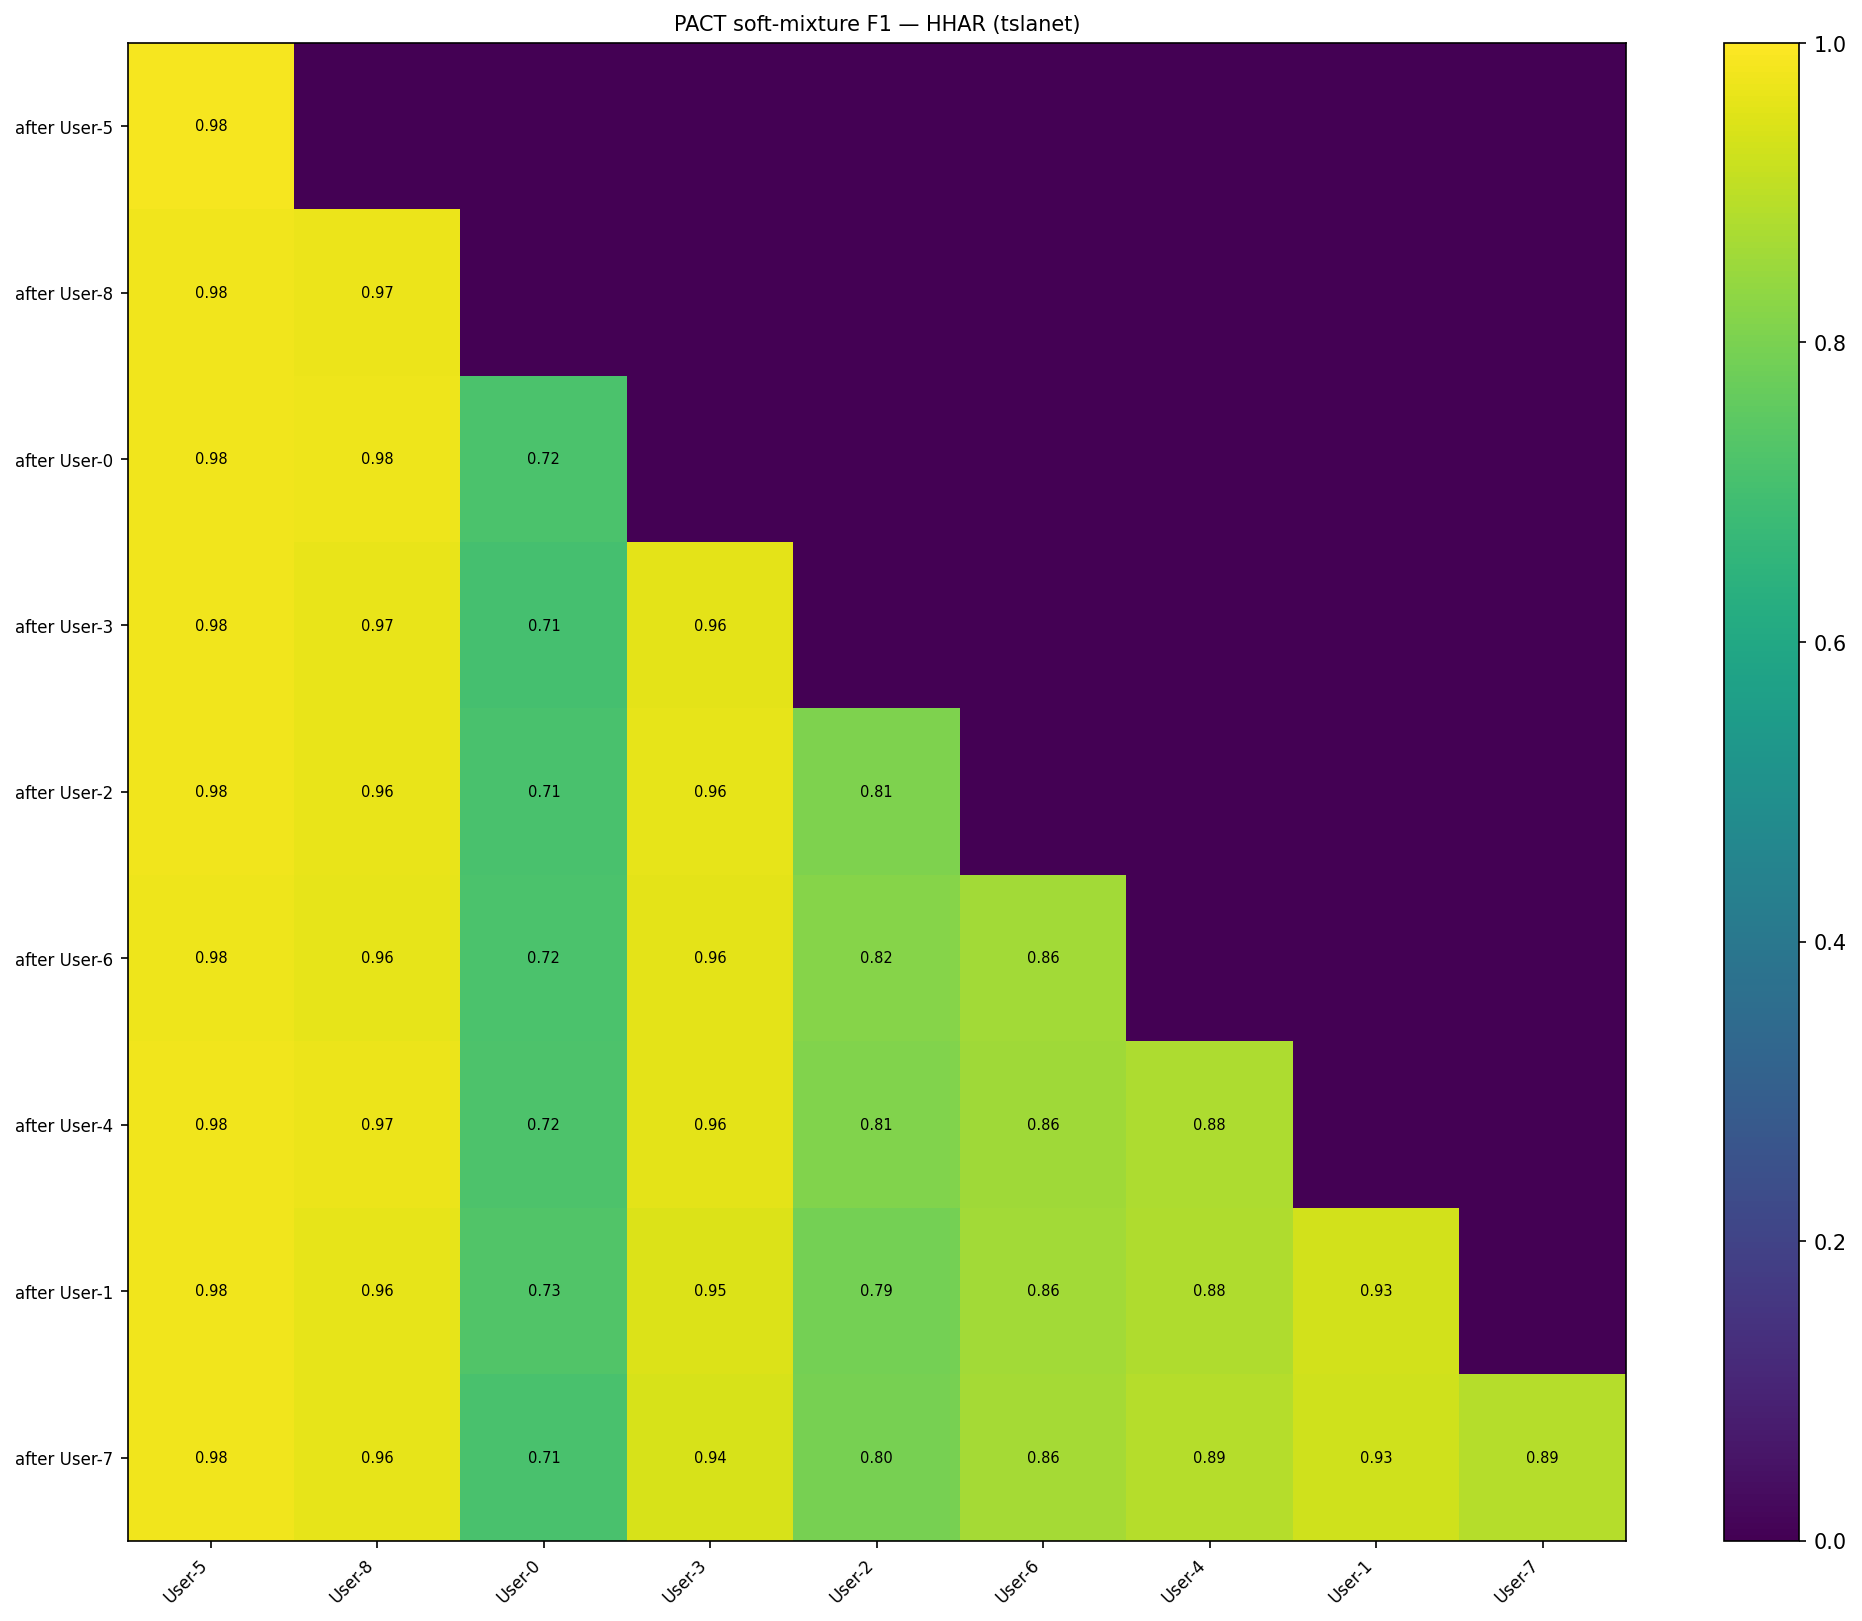 PACT soft-mixture F1 — HHAR (tslanet)
1.0
after User-5 0.98
after User-8 0.98 0.97
0.8
after User-0 0.98 0.98 0.72
after User-3 0.98 0.97 0.71 0.96
0.6
after User-2 0.98 0.96 0.71 0.96 0.81
0.4
after User-6 0.98 0.96 0.72 0.96 0.82 0.86
after User-4 0.98 0.97 0.72 0.96 0.81 0.86 0.88
0.2
after User-1 0.98 0.96 0.73 0.95 0.79 0.86 0.88 0.93
after User-7 0.98 0.96 0.71 0.94 0.80 0.86 0.89 0.93 0.89
0.0
User-5 User-8 User-0 User-3 User-2 User-6 User-4 User-1 User-7